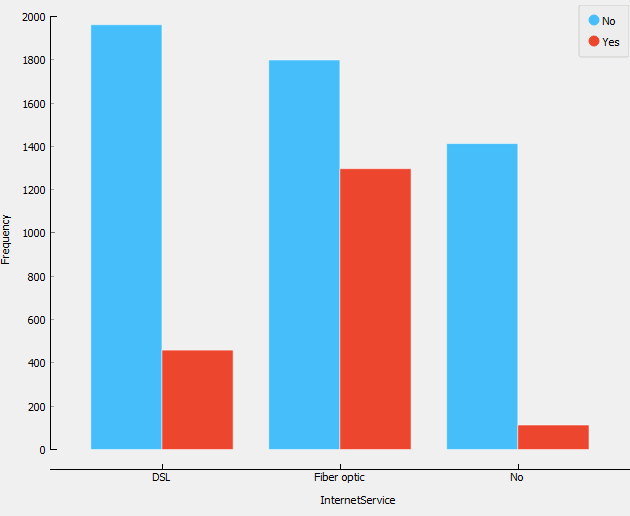 No
Yes
2000
1800
1600
1400
1200
1000
800
600
400
200
0
Frequency
DSL
Fiber optic
No
InternetService